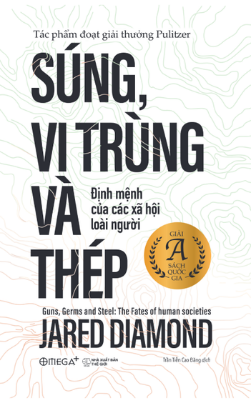 Tác phẩm đoạt giải thưởng Pulitzer
SÚNG,
VI TRÙNG
VÀ
THÉP
Định mệnh
của các xã hội
loài người
GIẢI
A
SÁCH QUỐC GIA
Guns, Germs and Steel: The Fates of human societies
JARED DIAMOND
OMEGA+
NHÀ XUẤT BẢN
THẾ GIỚI
Trần Tiễn Cao Đăng dịch